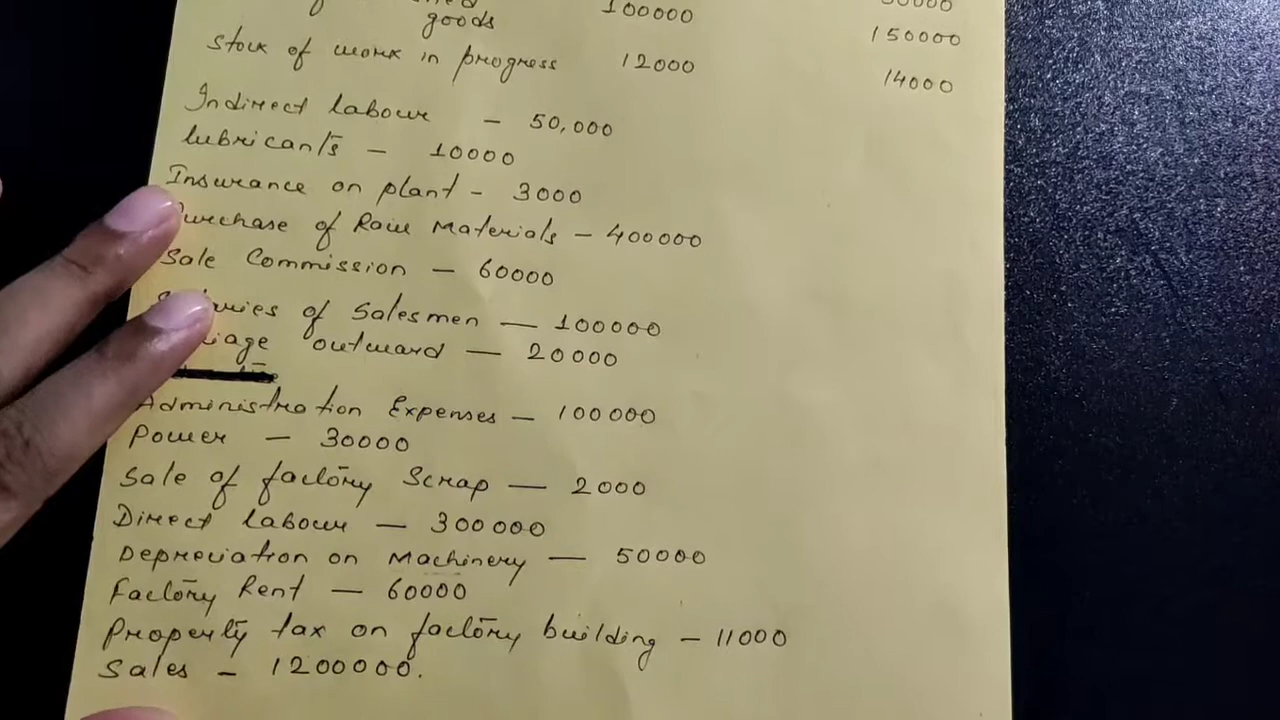 goods 100000 150000
Stock of work in progress 12000 14000
Indirect labour - 50,000
lubricants - 10000
Insurance on plant - 3000
Purchase of Raw Materials - 400000
Sale Commission - 60000
of Salesmen - 100000
outward - 20000
Administration Expenses - 100000
Power - 30000
Sale of factory Scrap - 2000
Direct labour - 300000
Depreciation on Machinery - 50000
Factory Rent - 60000
Property tax on factory building - 11000
Sales - 1200000.